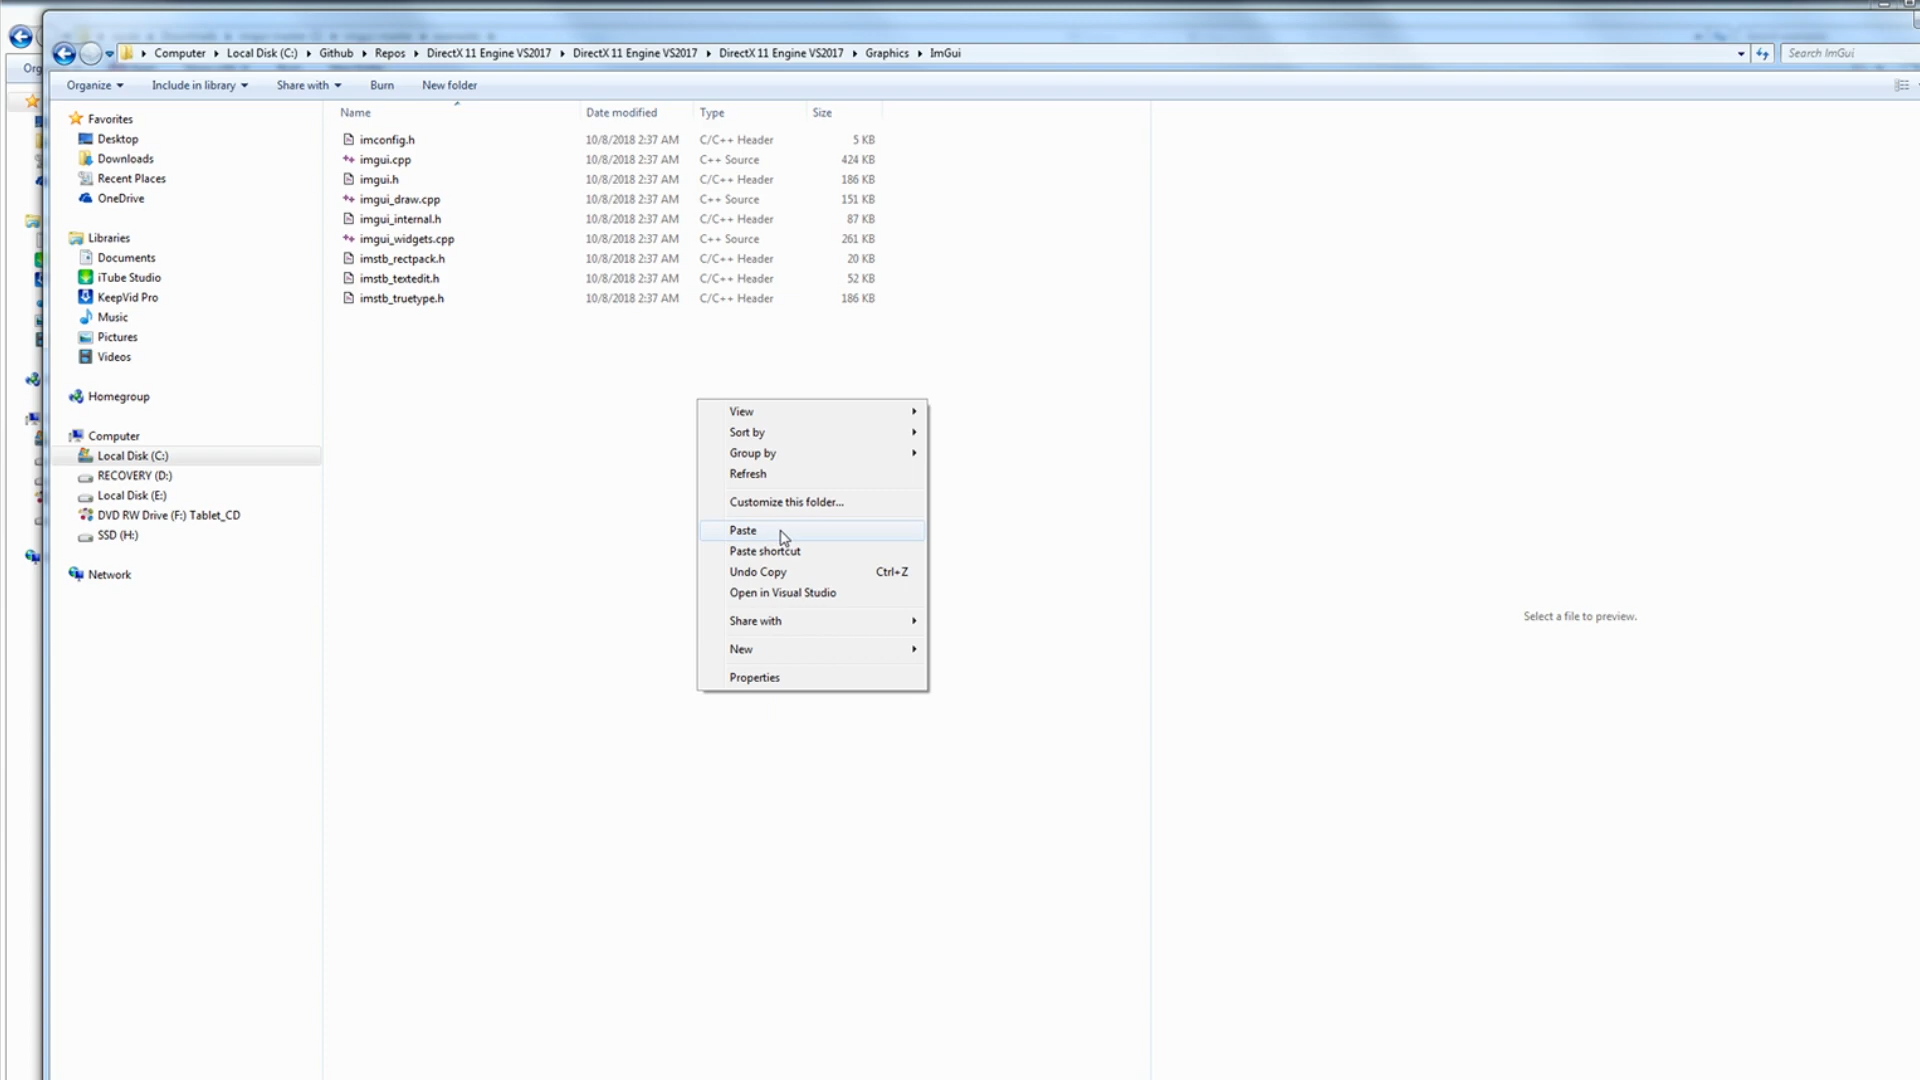 Computer Local Disk (C:) Github Repos DirectX 11 Engine VS2017 DirectX 11 Engine VS2017 DirectX 11 Engine VS2017 Graphics ImGui Search ImGui
Org
Organize Include in library Share with Burn New folder
Name Date modified Type Size
Favorites
Desktop
Downloads
Recent Places
OneDrive
Libraries
Documents
iTube Studio
KeepVid Pro
Music
Pictures
Videos
Homegroup
Computer
Local Disk (C:)
RECOVERY (D:)
Local Disk (E:)
DVD RW Drive (F:) Tablet_CD
SSD (H:)
Network
imconfig.h 10/8/2018 2:37 AM C/C++ Header 5 KB
imgui.cpp 10/8/2018 2:37 AM C++ Source 424 KB
imgui.h 10/8/2018 2:37 AM C/C++ Header 186 KB
imgui_draw.cpp 10/8/2018 2:37 AM C++ Source 151 KB
imgui_internal.h 10/8/2018 2:37 AM C/C++ Header 87 KB
imgui_widgets.cpp 10/8/2018 2:37 AM C++ Source 261 KB
imstb_rectpack.h 10/8/2018 2:37 AM C/C++ Header 20 KB
imstb_textedit.h 10/8/2018 2:37 AM C/C++ Header 52 KB
imstb_truetype.h 10/8/2018 2:37 AM C/C++ Header 186 KB
View
Sort by
Group by
Refresh
Customize this folder...
Paste
Paste shortcut
Undo Copy Ctrl+Z
Open in Visual Studio
Share with
New
Properties
Select a file to preview.